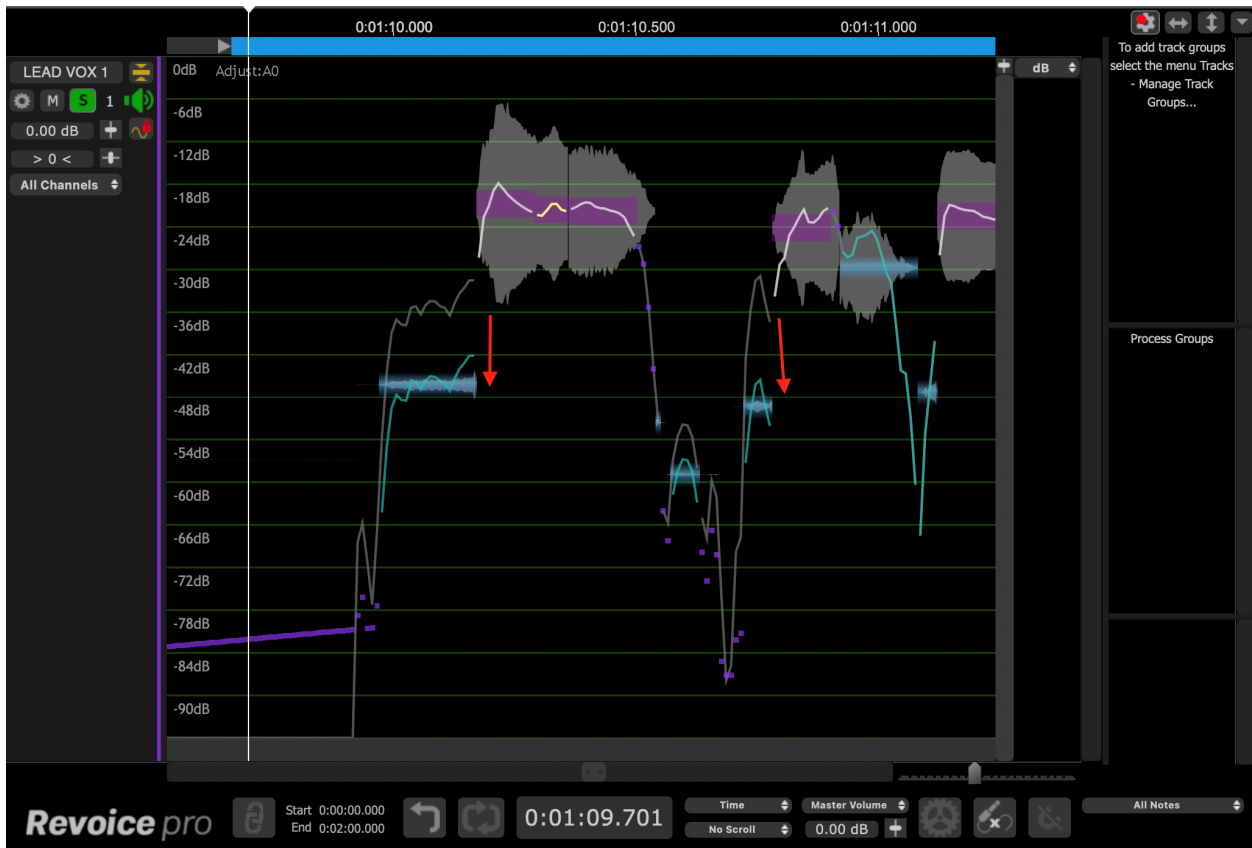 0:01:10.000
0:01:10.500
0:01:11.000
To add track groups
select the menu Tracks
- Manage Track
Groups...
LEAD VOX 1
M
S
1
0.00 dB
> 0 <
All Channels
0dB
Adjust:A0
-6dB
-12dB
-18dB
-24dB
-30dB
-36dB
-42dB
-48dB
-54dB
-60dB
-66dB
-72dB
-78dB
-84dB
-90dB
dB
Process Groups
Revoice pro
Start 0:00:00.000
End 0:02:00.000
0:01:09.701
Time
No Scroll
Master Volume
0.00 dB
x
All Notes